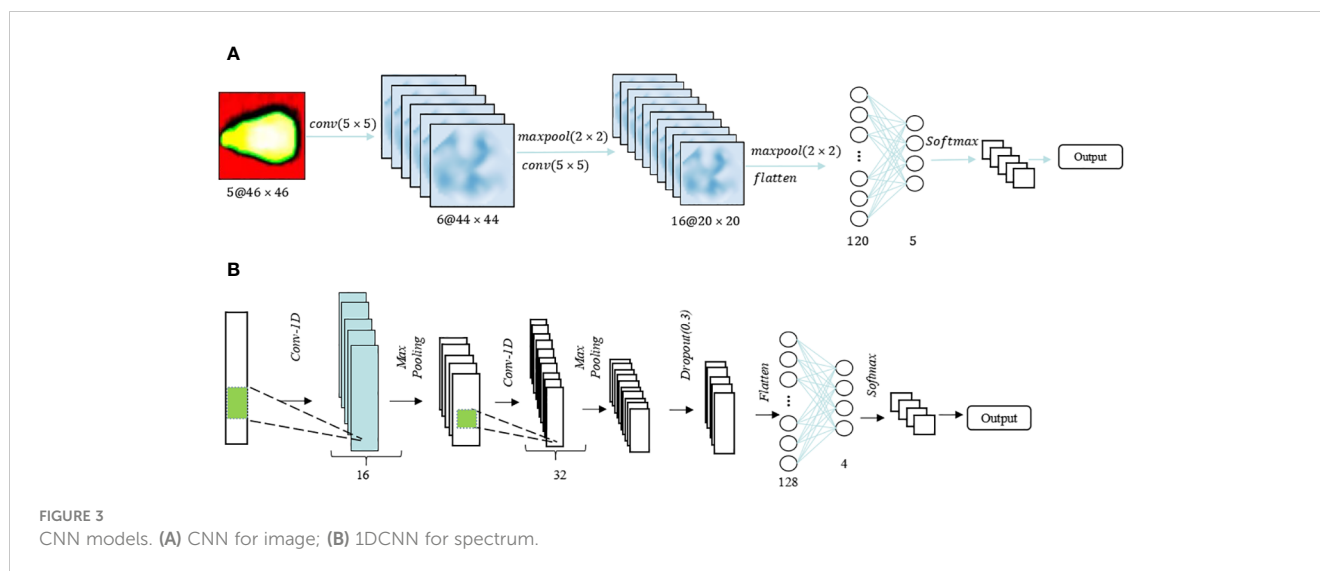 A
conv(5 × 5)
maxpool(2 × 2)
conv(5 × 5)
maxpool(2 × 2)
flatten
Softmax
Output
5@46 × 46
6@44 × 44
16@20 × 20
120
5
B
Conv-1D
Max
Pooling
Conv-1D
Max
Pooling
Dropout(0.3)
Flatten
Softmax
Output
16
32
128
4
FIGURE 3
CNN models. (A) CNN for image; (B) 1DCNN for spectrum.